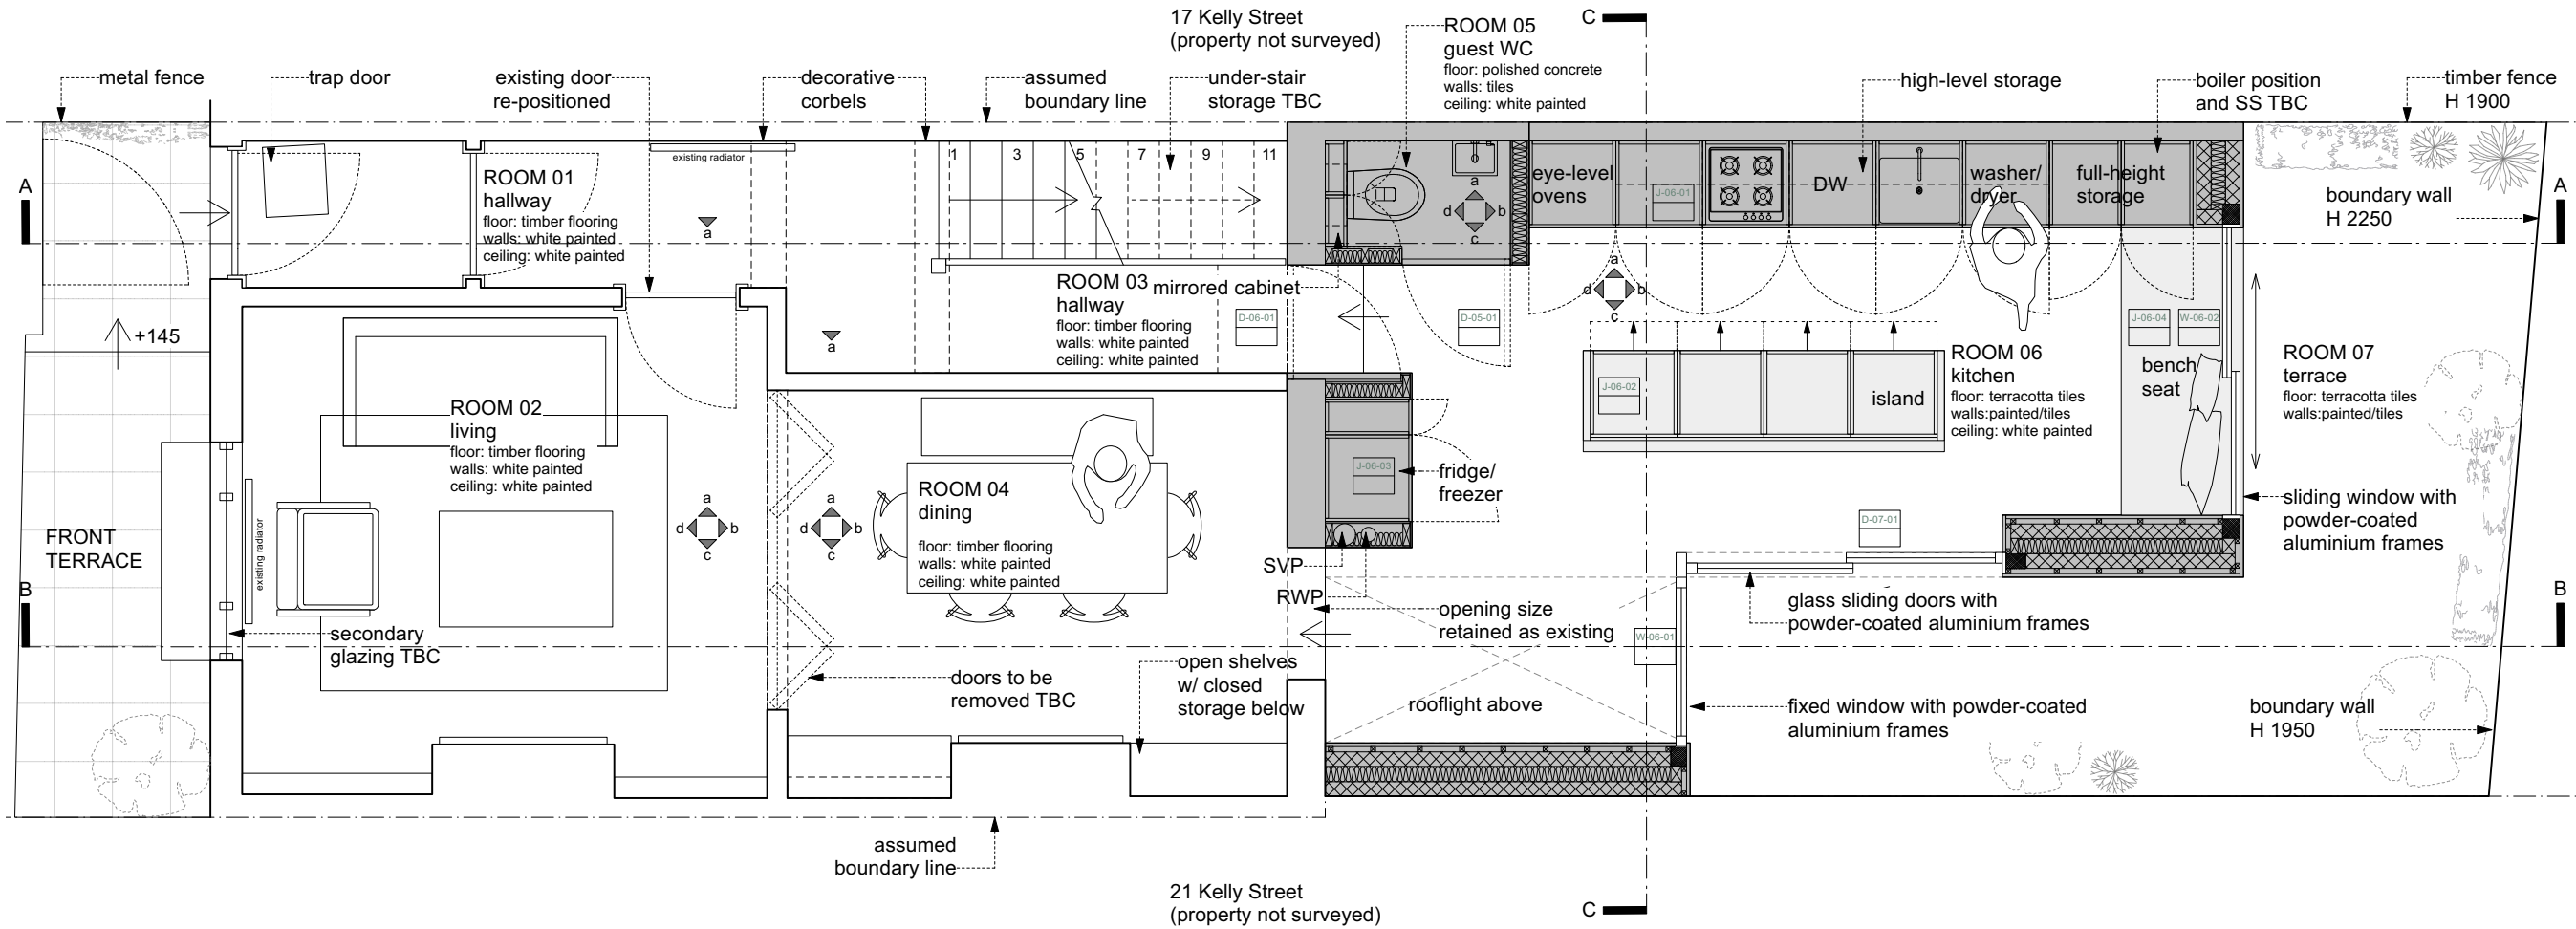 17 Kelly Street
(property not surveyed)
C
ROOM 05
guest WC
floor: polished concrete
walls: tiles
ceiling: white painted
metal fence
trap door
existing door
re-positioned
decorative
corbels
assumed
boundary line
under-stair
storage TBC
high-level storage
boiler position
and SS TBC
timber fence
H 1900
existing radiator
1
3
5
7
9
11
A
ROOM 01
hallway
floor: timber flooring
walls: white painted
ceiling: white painted
a
a
d
b
c
eye-level
ovens
J-06-01
DW
washer/
dryer
full-height
storage
boundary wall
H 2250
A
+145
a
ROOM 03
hallway
floor: timber flooring
walls: white painted
ceiling: white painted
mirrored cabinet
D-06-01
D-05-01
a
d
b
c
J-06-02
island
ROOM 06
kitchen
floor: terracotta tiles
walls:painted/tiles
ceiling: white painted
J-06-04
W-06-02
bench
seat
ROOM 07
terrace
floor: terracotta tiles
walls:painted/tiles
ROOM 02
living
floor: timber flooring
walls: white painted
ceiling: white painted
existing radiator
a
d
b
c
a
d
b
c
ROOM 04
dining
floor: timber flooring
walls: white painted
ceiling: white painted
J-06-03
fridge/
freezer
D-07-01
sliding window with
powder-coated
aluminium frames
FRONT
TERRACE
SVP
RWP
B
secondary
glazing TBC
opening size
retained as existing
W-06-01
glass sliding doors with
powder-coated aluminium frames
B
doors to be
removed TBC
open shelves
w/ closed
storage below
rooflight above
fixed window with powder-coated
aluminium frames
boundary wall
H 1950
assumed
boundary line
21 Kelly Street
(property not surveyed)
C